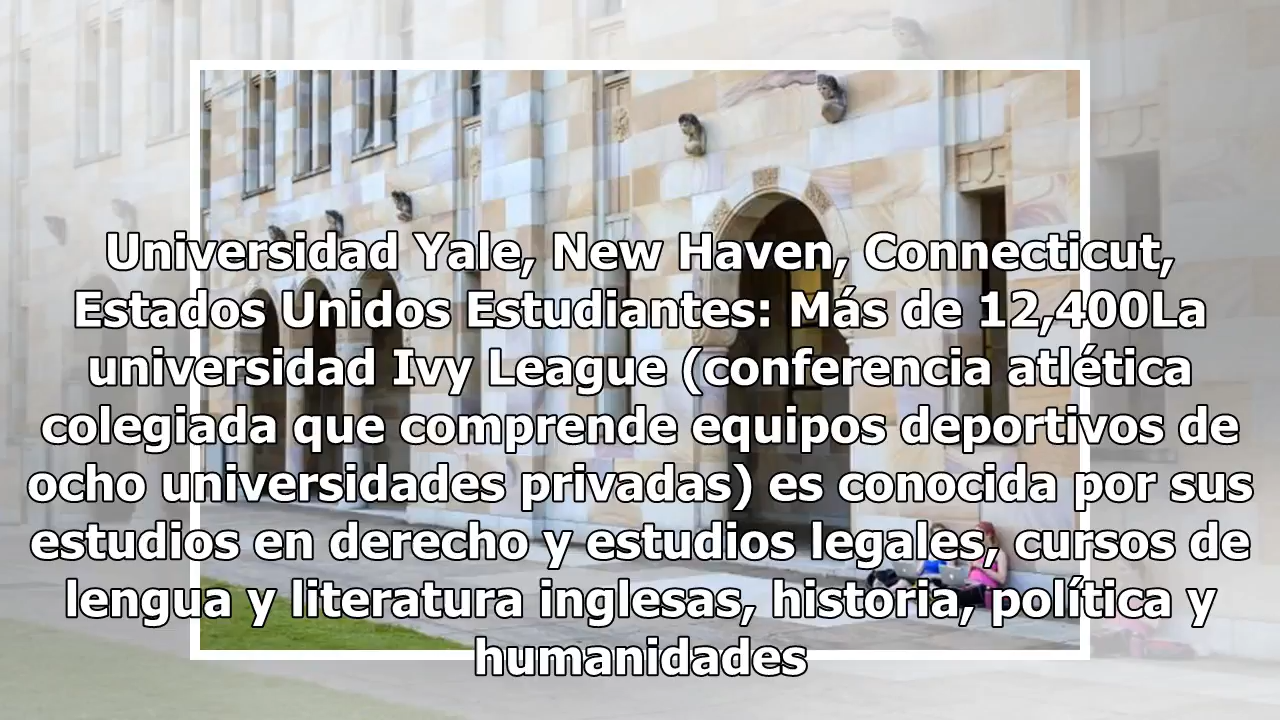 Universidad Yale, New Haven, Connecticut,
Estados Unidos Estudiantes: Más de 12,400La
universidad Ivy League (conferencia atlética
colegiada que comprende equipos deportivos de
ocho universidades privadas) es conocida por sus
estudios en derecho y estudios legales, cursos de
lengua y literatura inglesas, historia, política y
humanidades